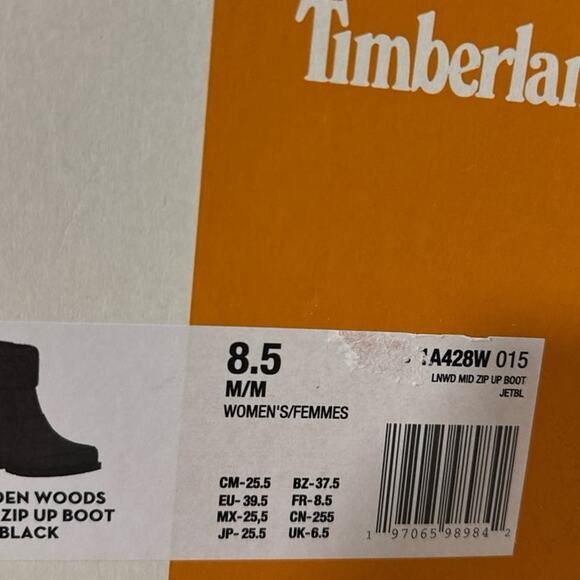 Timberlan
8.5
M/M
WOMEN'S/FEMMES
1A428W 015
LNWD MID ZIP UP BOOT
JETBL
CM-25.5 BZ-37.5
EU- 39.5 FR-8.5
MX-25,5 CN-255
JP-25.5 UK-6.5
1 97065 98984 2
DEN WOODS
ZIP UP BOOT
BLACK